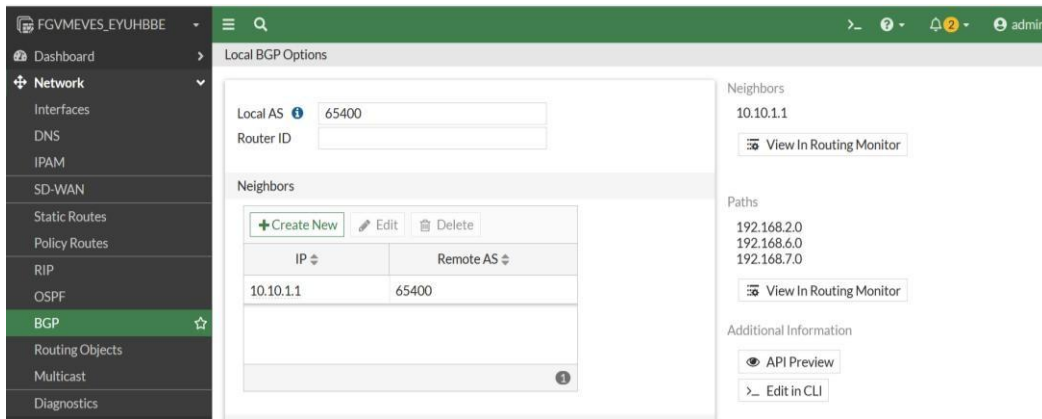 FGVMEVES_EYUHBBE
Dashboard
Network
Interfaces
DNS
IPAM
SD-WAN
Static Routes
Policy Routes
RIP
OSPF
BGP
Routing Objects
Multicast
Diagnostics
>_ ? 2 admin
Local BGP Options
Local AS 65400
Router ID
Neighbors
+Create New Edit Delete
IP Remote AS
10.10.1.1 65400
1
Neighbors
10.10.1.1
View In Routing Monitor
Paths
192.168.2.0
192.168.6.0
192.168.7.0
View In Routing Monitor
Additional Information
API Preview
>_ Edit in CLI